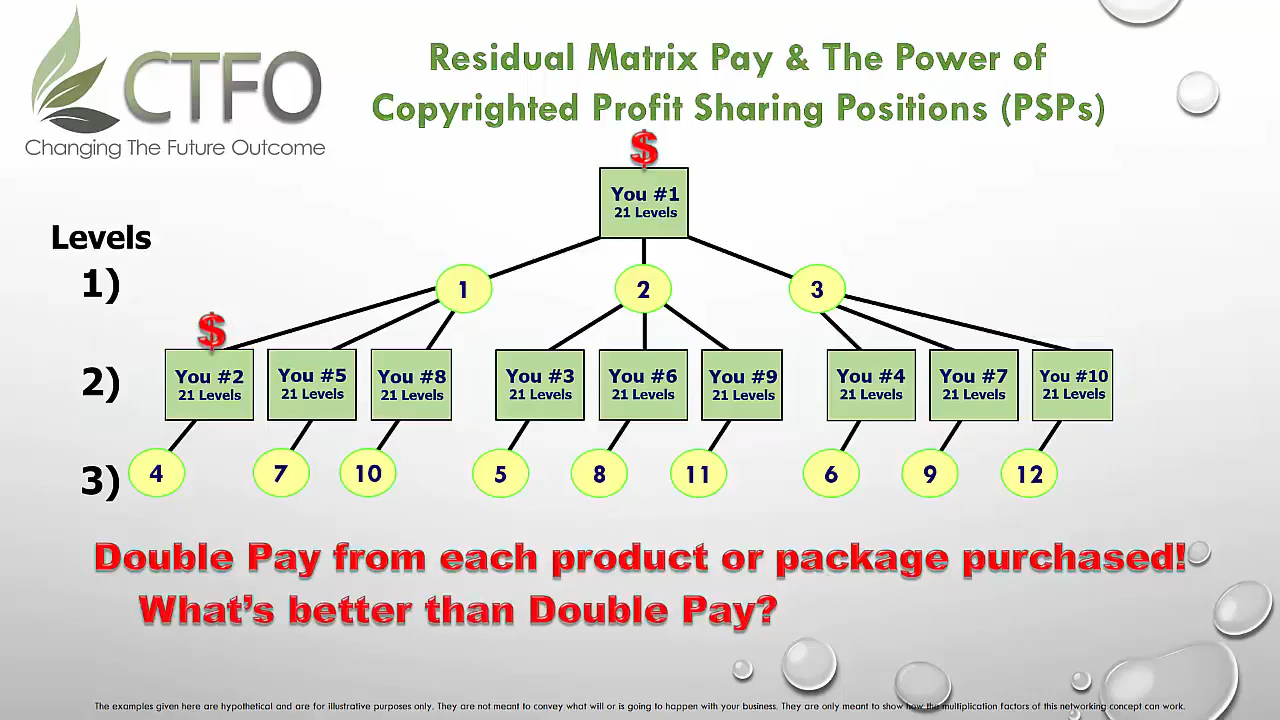 CTFO
Changing The Future Outcome
Residual Matrix Pay & The Power of
Copyrighted Profit Sharing Positions (PSPs)
$
You #1
21 Levels
Levels
1)
1 2 3
$
2)
You #2 You #5 You #8 You #3 You #6 You #9 You #4 You #7 You #10
21 Levels 21 Levels 21 Levels 21 Levels 21 Levels 21 Levels 21 Levels 21 Levels 21 Levels
3) 4 7 10 5 8 11 6 9 12
Double Pay from each product or package purchased!
What's better than Double Pay?
The examples given here are hypothetical and are for illustrative purposes only. They are not meant to convey what will or is going to happen with your business. They are only meant to show how the multiplication factors of this networking concept can work.